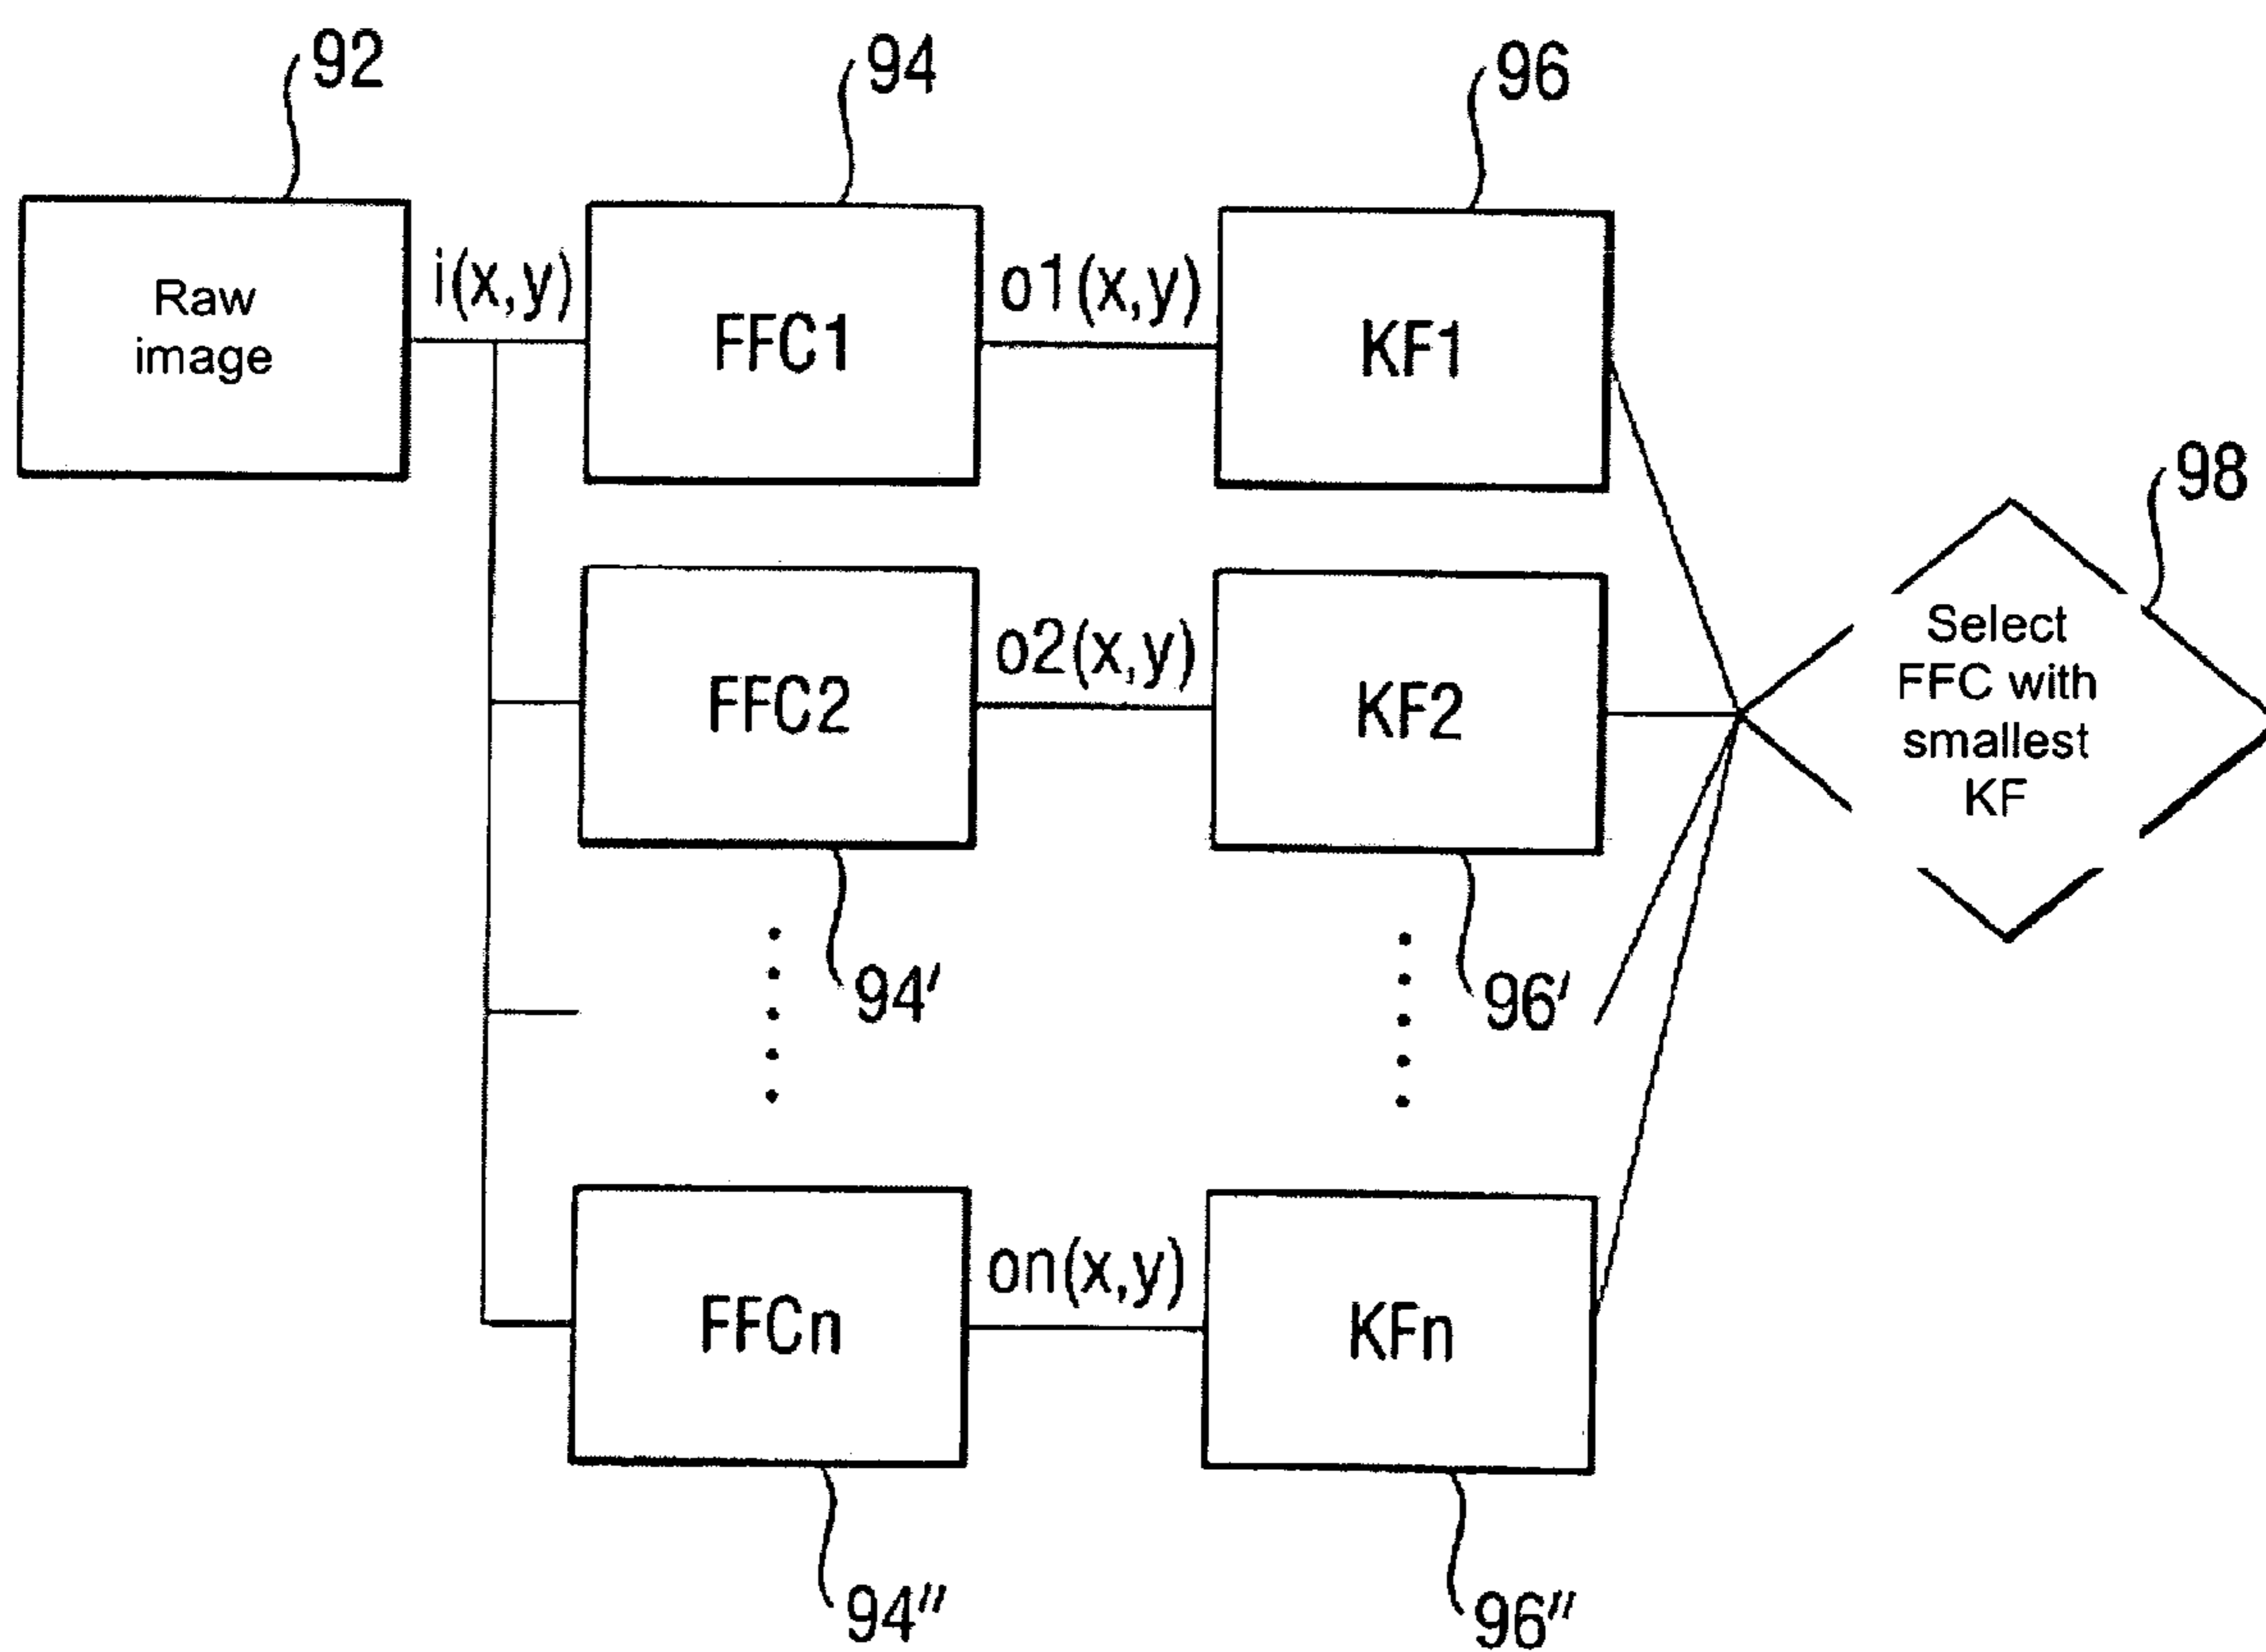 92
94
96
Raw
image
i(x,y)
FFC1
o1(x,y)
KF1
98
Select
FFC with
smallest
KF
FFC2
o2(x,y)
KF2
94'
96'
FFCn
on(x,y)
KFn
94''
96''